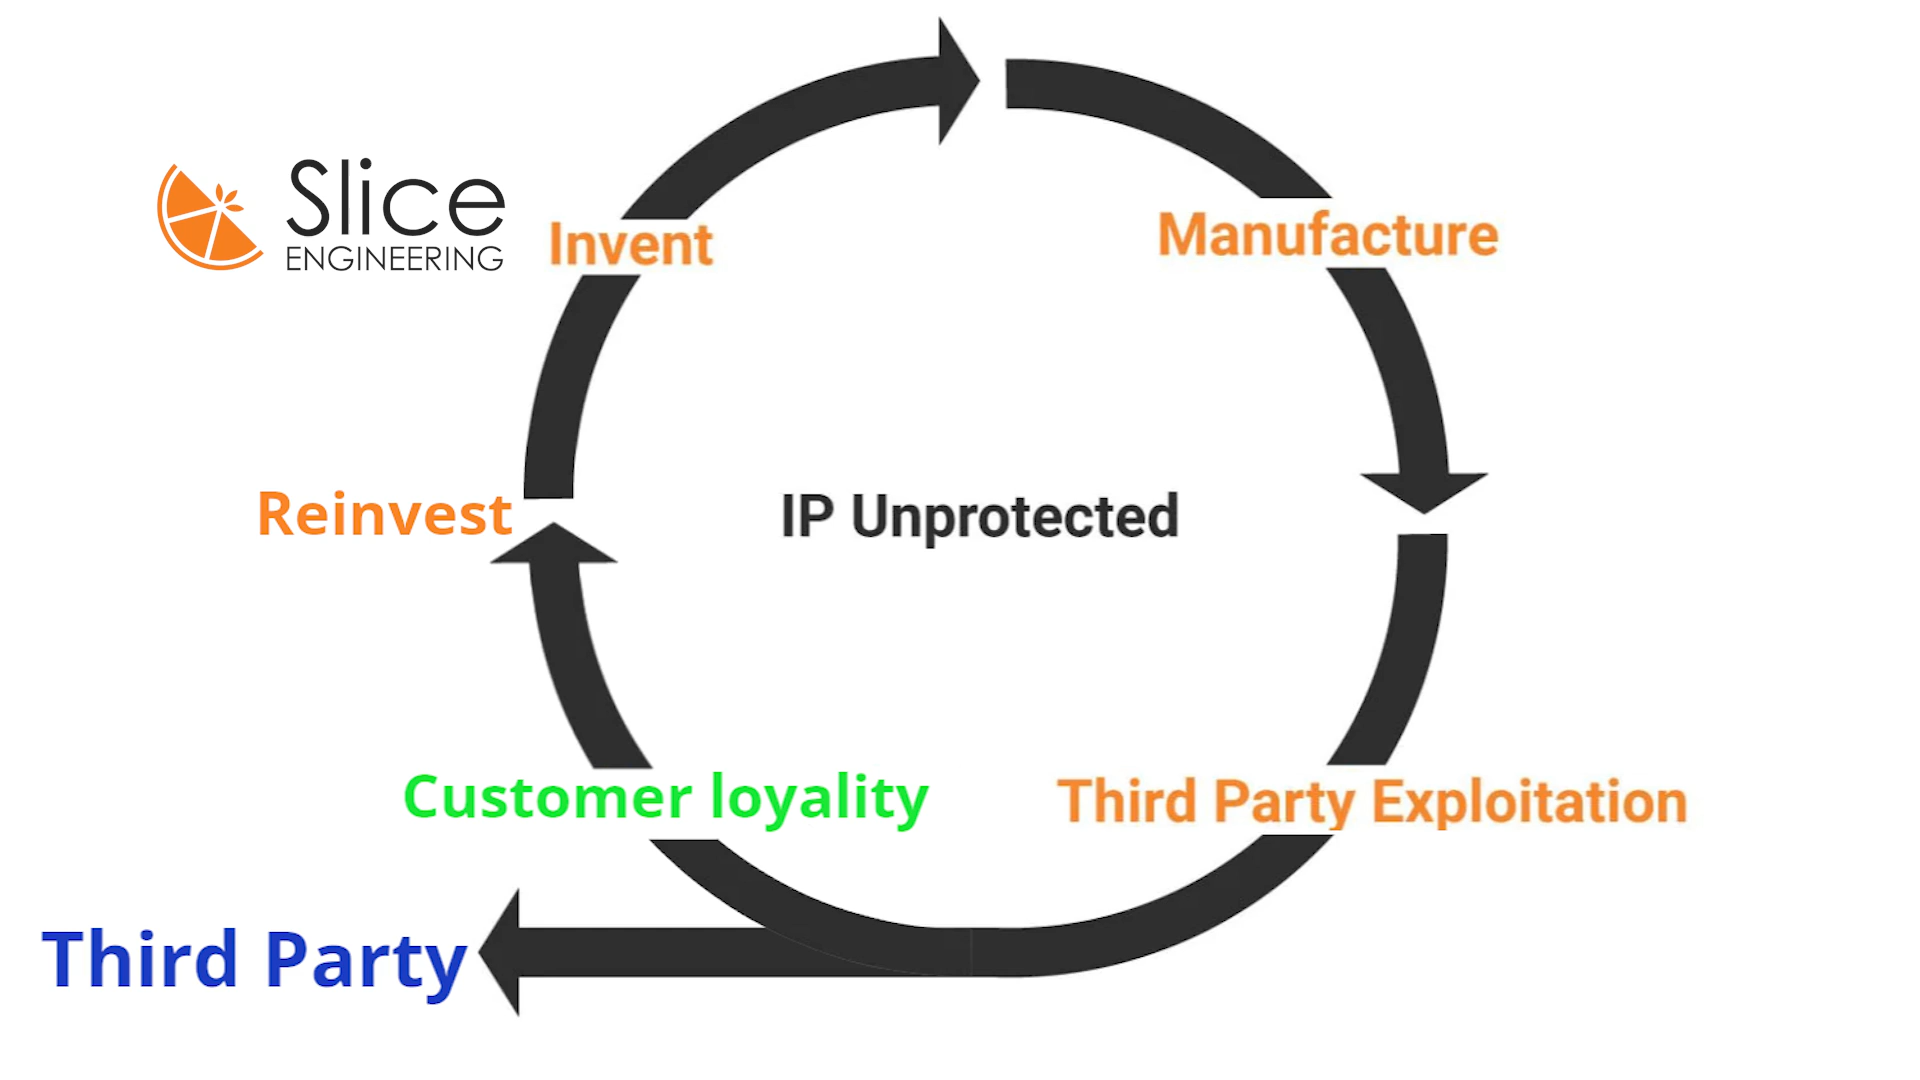 Slice
ENGINEERING
Invent
Manufacture
Reinvest
IP Unprotected
Customer loyality
Third Party Exploitation
Third Party